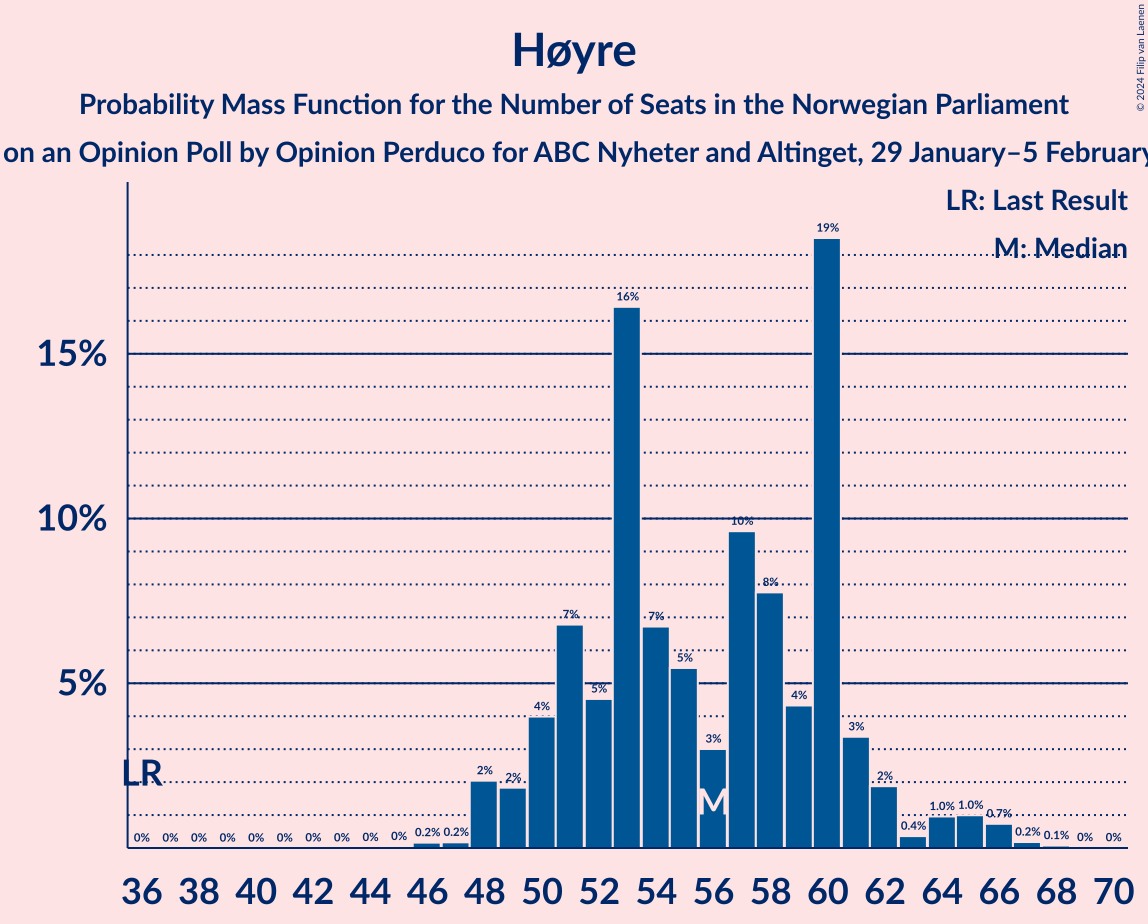 Høyre
Probability Mass Function for the Number of Seats in the Norwegian Parliament
on an Opinion Poll by Opinion Perduco for ABC Nyheter and Altinget, 29 January–5 February
© 2024 Filip van Laenen
LR: Last Result
M: Median
15%
10%
5%
LR
M
0% 0% 0% 0% 0% 0% 0% 0% 0% 0% 0.2% 0.2% 2% 2% 4% 7% 5% 16% 7% 5% 3% 10% 8% 4% 19% 3% 2% 0.4% 1.0% 1.0% 0.7% 0.2% 0.1% 0% 0%
36 38 40 42 44 46 48 50 52 54 56 58 60 62 64 66 68 70